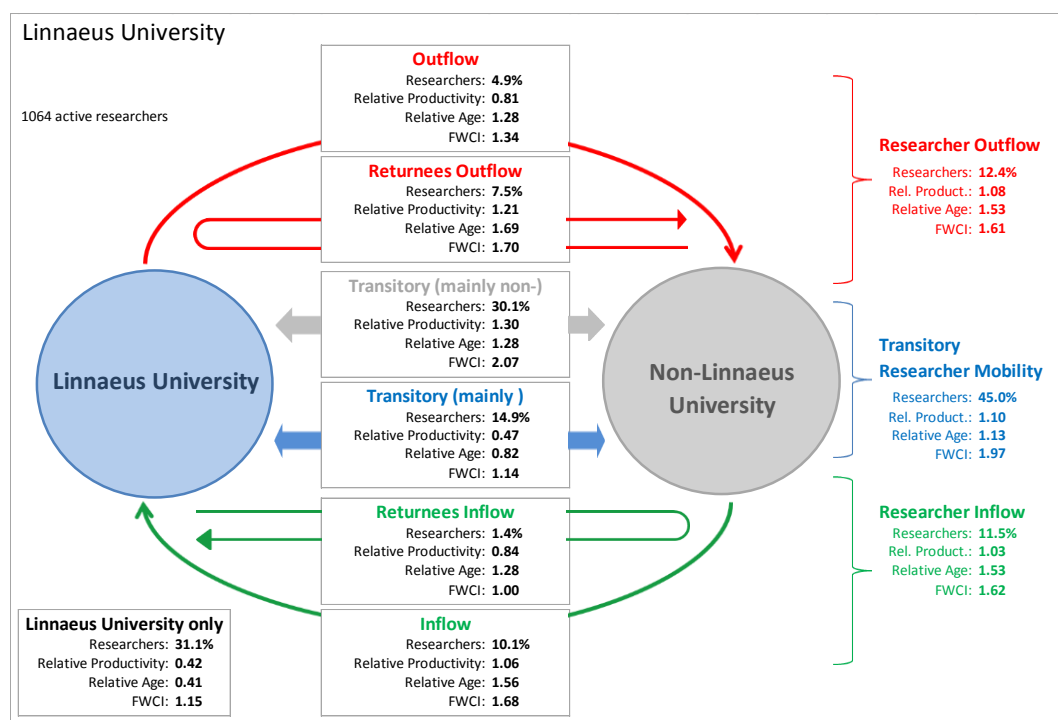 Linnaeus University
1064 active researchers
Outflow
Researchers: 4.9%
Relative Productivity: 0.81
Relative Age: 1.28
FWCI: 1.34
Returnees Outflow
Researchers: 7.5%
Relative Productivity: 1.21
Relative Age: 1.69
FWCI: 1.70
Transitory (mainly non-)
Researchers: 30.1%
Relative Productivity: 1.30
Relative Age: 1.28
FWCI: 2.07
Linnaeus University
Transitory (mainly )
Researchers: 14.9%
Relative Productivity: 0.47
Relative Age: 0.82
FWCI: 1.14
Non-Linnaeus
University
Returnees Inflow
Researchers: 1.4%
Relative Productivity: 0.84
Relative Age: 1.28
FWCI: 1.00
Inflow
Researchers: 10.1%
Relative Productivity: 1.06
Relative Age: 1.56
FWCI: 1.68
Linnaeus University only
Researchers: 31.1%
Relative Productivity: 0.42
Relative Age: 0.41
FWCI: 1.15
Researcher Outflow
Researchers: 12.4%
Rel. Product.: 1.08
Relative Age: 1.53
FWCI: 1.61
Transitory
Researcher Mobility
Researchers: 45.0%
Rel. Product.: 1.10
Relative Age: 1.13
FWCI: 1.97
Researcher Inflow
Researchers: 11.5%
Rel. Product.: 1.03
Relative Age: 1.53
FWCI: 1.62